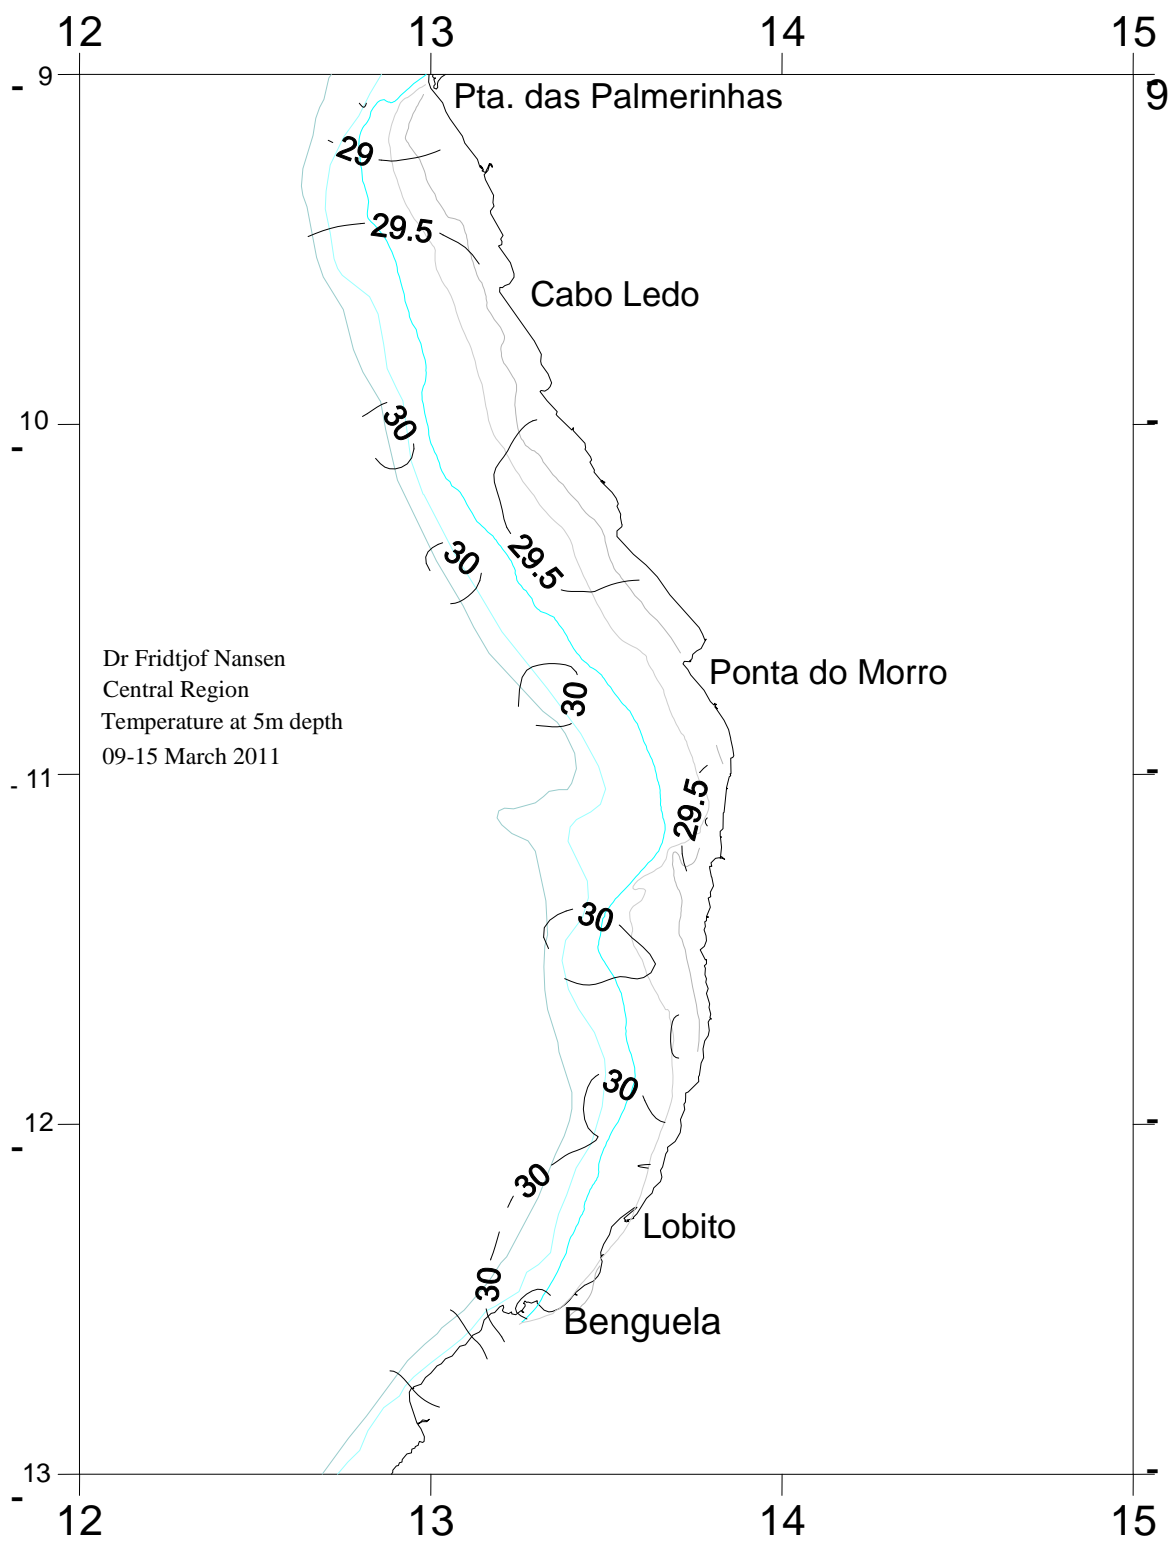 12 13 14 15
- 9 9
Pta. das Palmerinhas
29
29.5
Cabo Ledo
30
10
- -
30
29.5
Dr Fridtjof Nansen
Central Region
Temperature at 5m depth
09-15 March 2011
Ponta do Morro
30
- 11 -
29.5
30
30
12 -
-
30
Lobito
30
Benguela
13 -
-
12 13 14 15